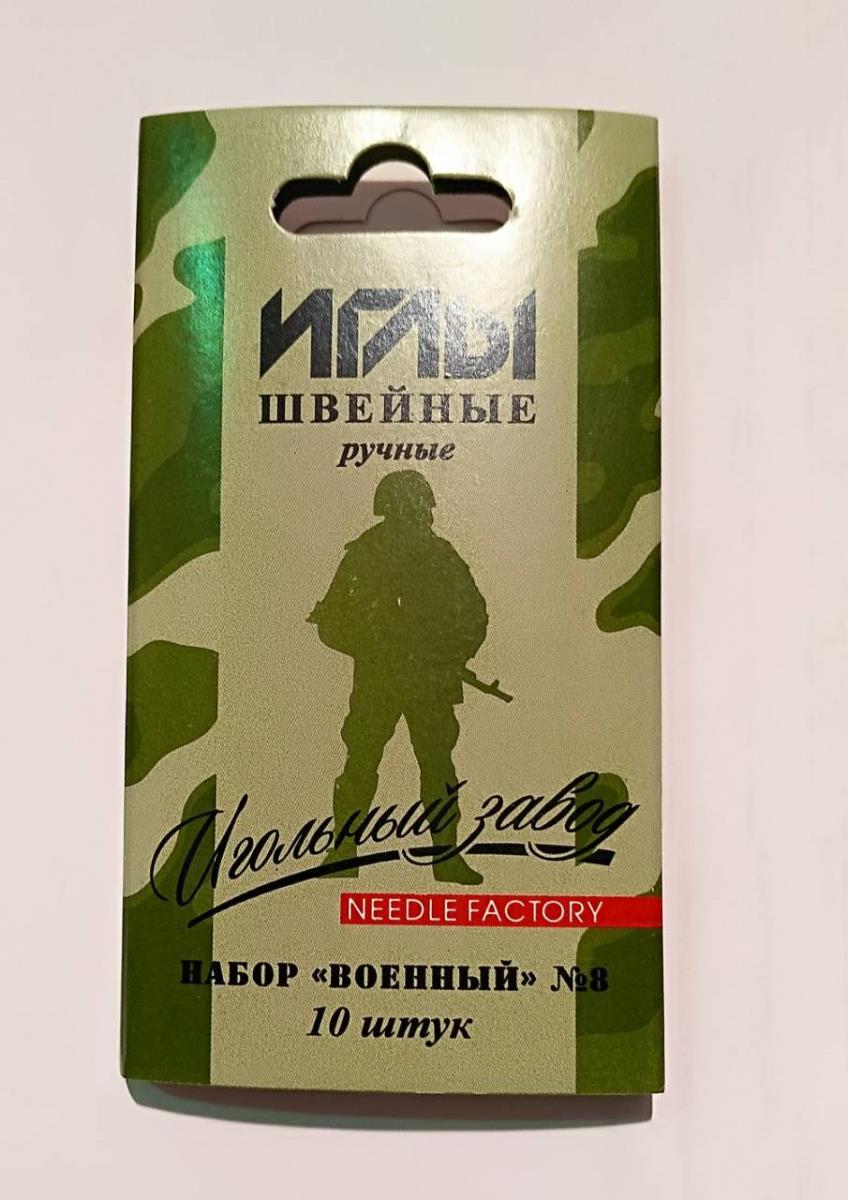 ИГЛЫ
ШВЕЙНЫЕ
ручные
Игольный завод
NEEDLE FACTORY
НАБОР «ВОЕННЫЙ» №8
10 штук